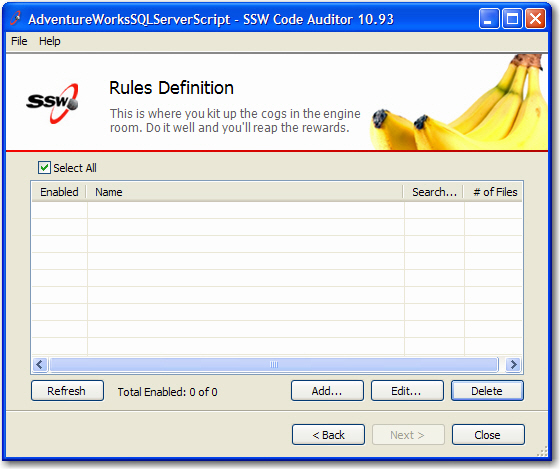 AdventureWorksSQLServerScript - SSW Code Auditor 10.93
File Help
SSW
Rules Definition
This is where you kit up the cogs in the engine
room. Do it well and you'll reap the rewards.
Select All
Enabled Name Search... # of Files
Refresh Total Enabled: 0 of 0 Add... Edit... Delete
< Back Next > Close